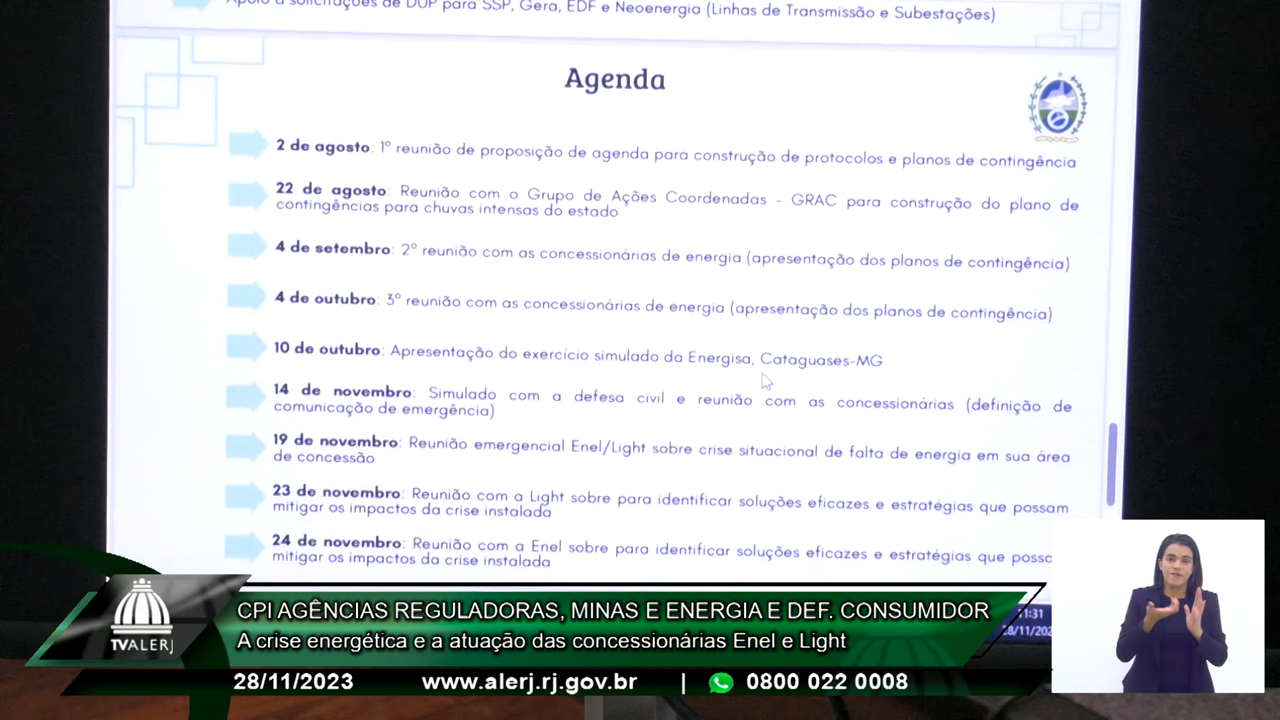 Apoio a solicitações de DUP para SSP, Gera, EDF e Neoenergia (Linhas de Transmissão e Subestações)
Agenda
2 de agosto: 1º reunião de proposição de agenda para construção de protocolos e planos de contingência
22 de agosto: Reunião com o Grupo de Ações Coordenadas - GRAC para construção do plano de
contingências para chuvas intensas do estado
4 de setembro: 2º reunião com as concessionárias de energia (apresentação dos planos de contingência)
4 de outubro: 3º reunião com as concessionárias de energia (apresentação dos planos de contingência)
10 de outubro: Apresentação do exercício simulado da Energisa, Cataguases-MG
14 de novembro: Simulado com a defesa civil e reunião com as concessionárias (definição de
comunicação de emergência)
19 de novembro: Reunião emergencial Enel/Light sobre crise situacional de falta de energia em sua área
de concessão
23 de novembro: Reunião com a Light sobre para identificar soluções eficazes e estratégias que possam
mitigar os impactos da crise instalada
24 de novembro: Reunião com a Enel sobre para identificar soluções eficazes e estratégias que
mitigar os impactos da crise instalada
CPI AGÊNCIAS REGULADORAS, MINAS E ENERGIA E DEF. CONSUMIDOR
A crise energética e a atuação das concessionárias Enel e Light
TVALERJ
28/11/2023 www.alerj.rj.gov.br | 0800 022 0008